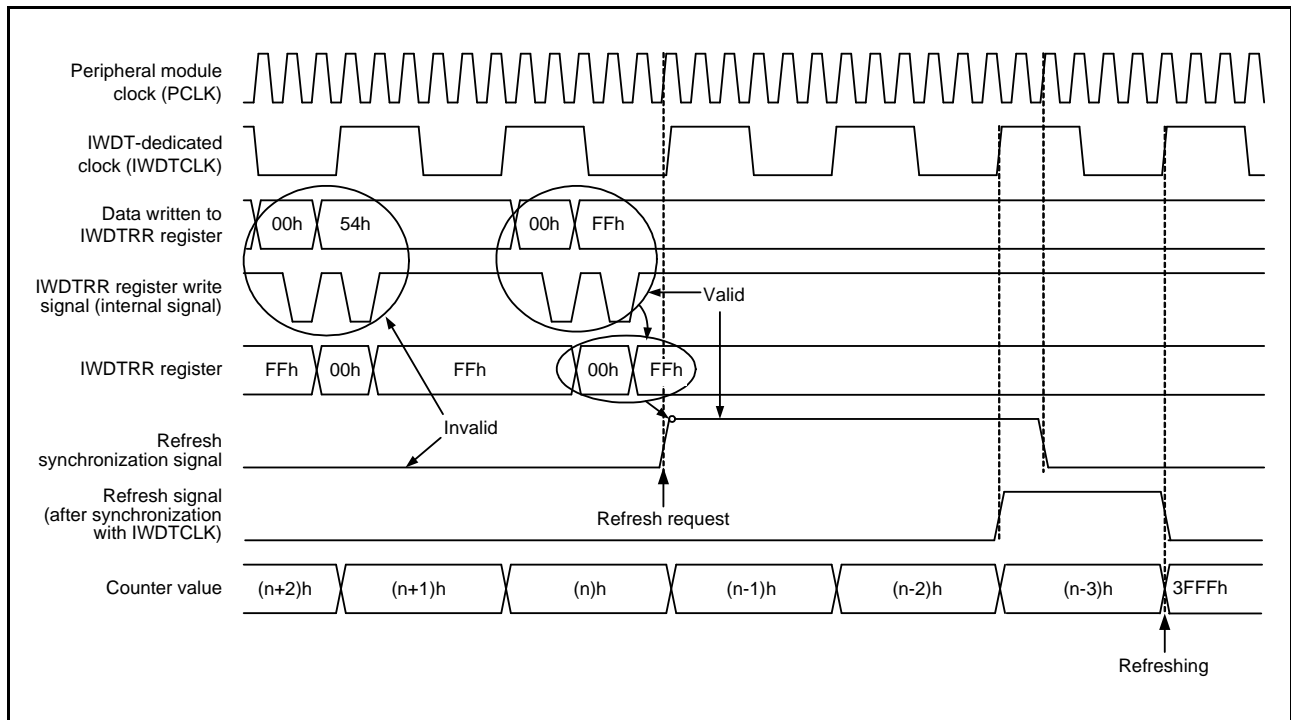 Peripheral module
clock (PCLK)
IWDT-dedicated
clock (IWDTCLK)
Data written to
IWDTRR register
00h
54h
00h
FFh
IWDTRR register write
signal (internal signal)
Valid
IWDTRR register
FFh
00h
FFh
00h
FFh
Invalid
Refresh
synchronization signal
Refresh signal
(after synchronization
with IWDTCLK)
Refresh request
Counter value
(n+2)h
(n+1)h
(n)h
(n-1)h
(n-2)h
(n-3)h
3FFFh
Refreshing